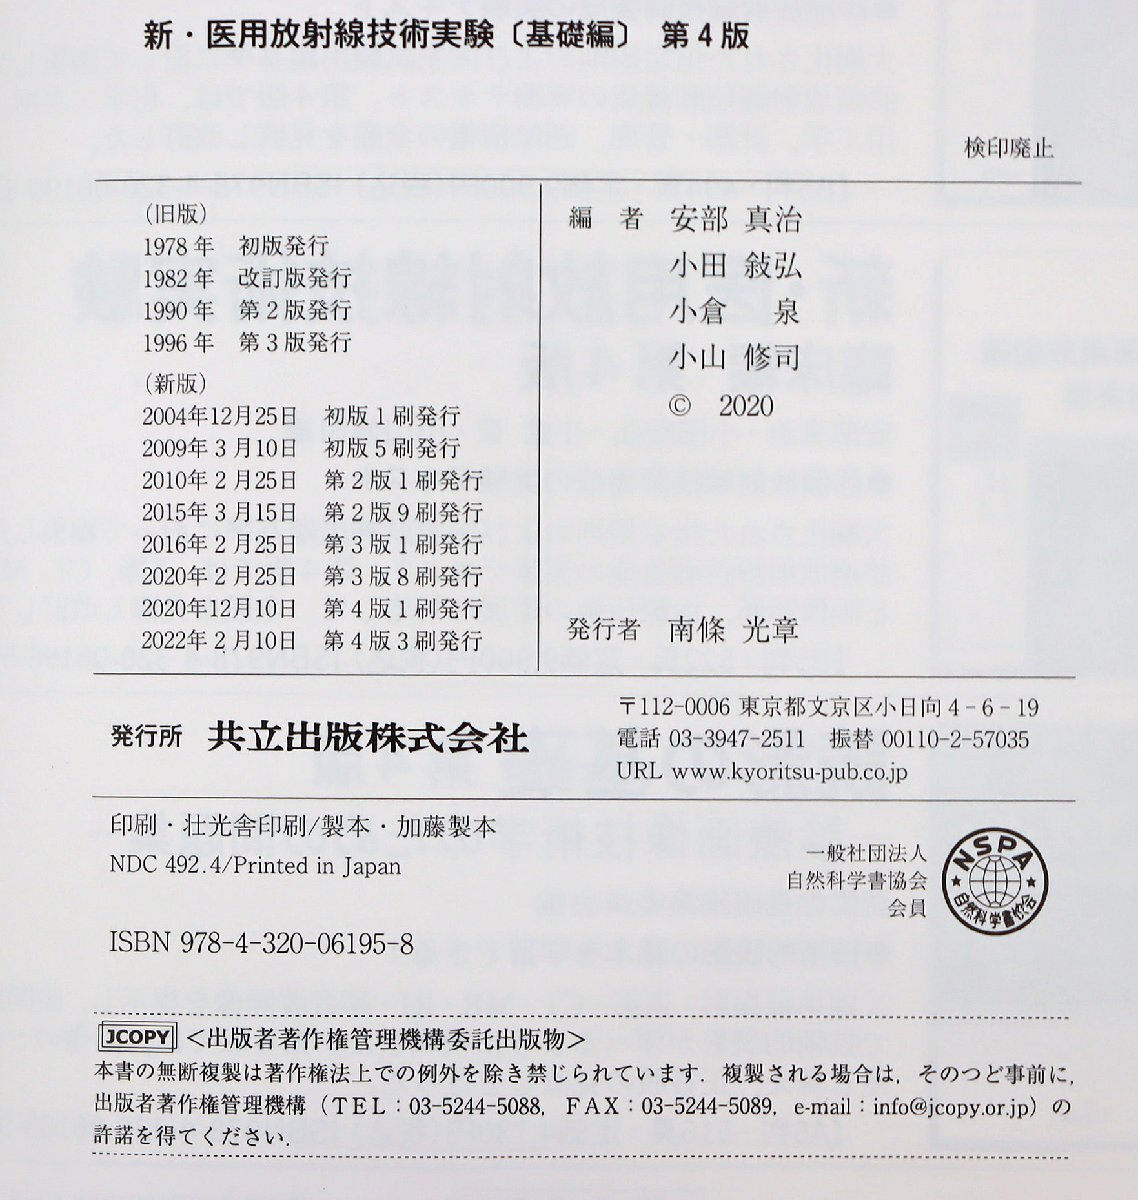 新・医用放射線技術実験〔基礎編〕 第4版
検印廃止
(旧版)
1978年 初版発行
1982年 改訂版発行
1990年 第2版発行
1996年 第3版発行
(新版)
2004年12月25日 初版1刷発行
2009年3月10日 初版5刷発行
2010年2月25日 第2版1刷発行
2015年3月15日 第2版9刷発行
2016年2月25日 第3版1刷発行
2020年2月25日 第3版8刷発行
2020年12月10日 第4版1刷発行
2022年2月10日 第4版3刷発行
編 者 安部 真治
小田 敍弘
小倉 泉
小山 修司
© 2020
発行者 南條 光章
発行所 共立出版株式会社
〒112-0006 東京都文京区小日向4-6-19
電話 03-3947-2511 振替 00110-2-57035
URL www.kyoritsu-pub.co.jp
印刷・壮光舎印刷/製本・加藤製本
NDC 492.4/Printed in Japan
ISBN 978-4-320-06195-8
一般社団法人
自然科学書協会
会員
NSPA
自然科学書協会
JCOPY <出版者著作権管理機構委託出版物>
本書の無断複製は著作権法上での例外を除き禁じられています．複製される場合は，そのつど事前に，
出版者著作権管理機構（TEL：03-5244-5088，FAX：03-5244-5089，e-mail：info@jcopy.or.jp）の
許諾を得てください．